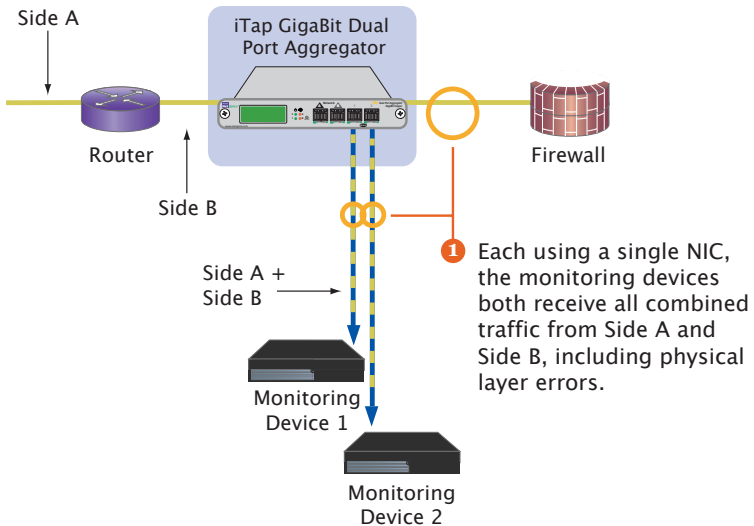 Side A
iTap GigaBit Dual
Port Aggregator
Router
Firewall
Side B
1 Each using a single NIC,
the monitoring devices
both receive all combined
traffic from Side A and
Side B, including physical
layer errors.
Side A +
Side B
Monitoring
Device 1
Monitoring
Device 2